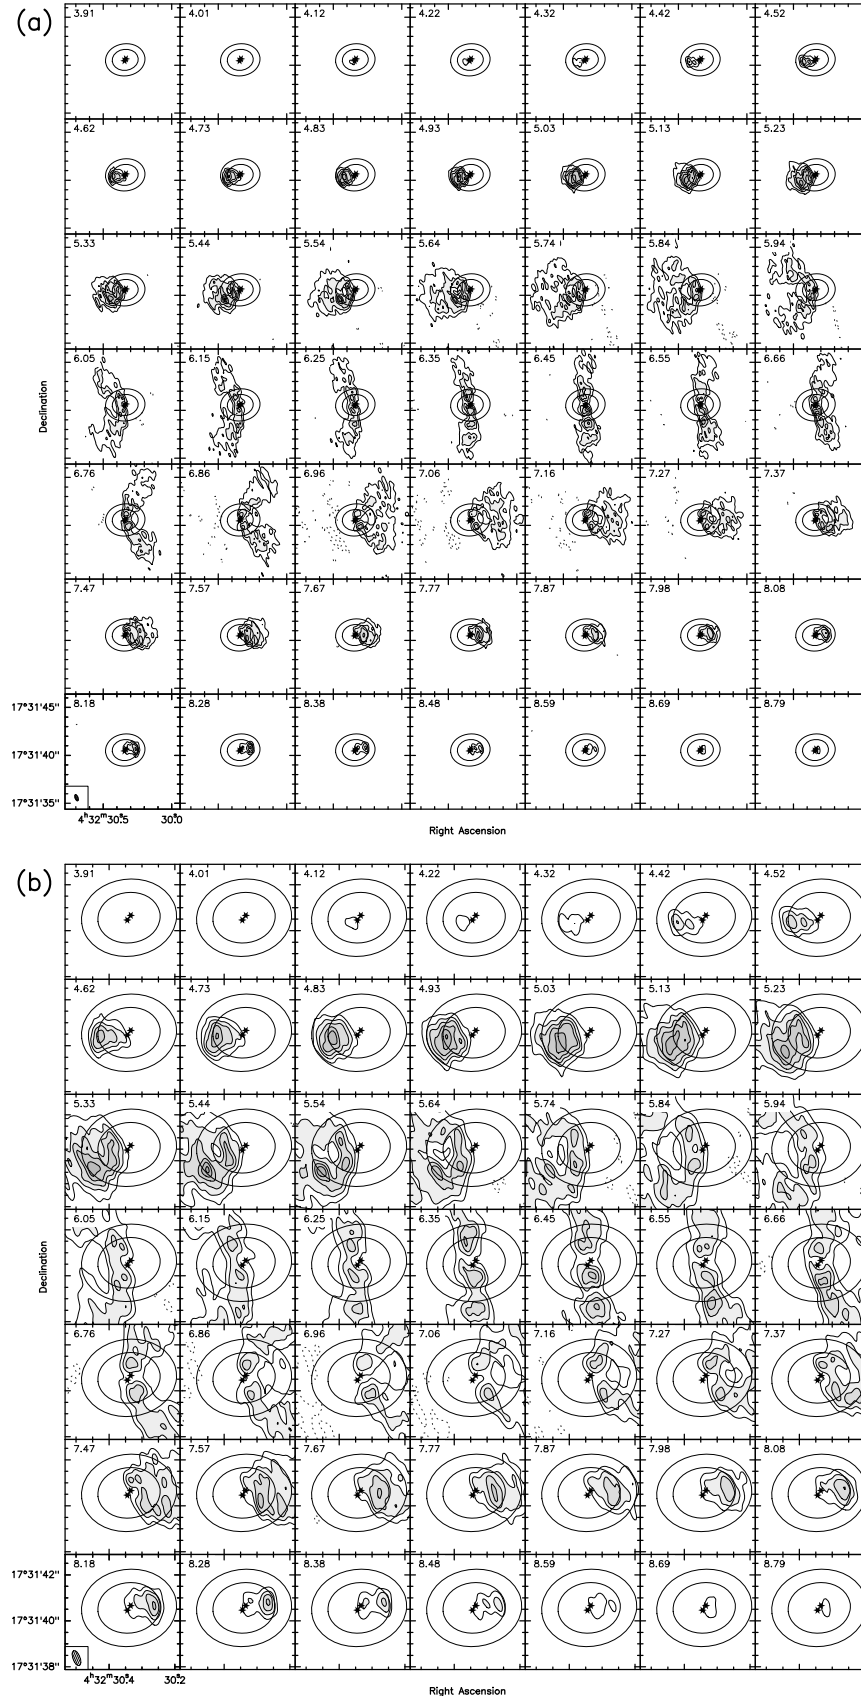 (a)
3.91 4.01 4.12 4.22 4.32 4.42 4.52
4.62 4.73 4.83 4.93 5.03 5.13 5.23
5.33 5.44 5.54 5.64 5.74 5.84 5.94
6.05 6.15 6.25 6.35 6.45 6.55 6.66
Declination
6.76 6.86 6.96 7.06 7.16 7.27 7.37
7.47 7.57 7.67 7.77 7.87 7.98 8.08
17°31'45"
8.18 8.28 8.38 8.48 8.59 8.69 8.79
17°31'40"
17°31'35"
4ʰ32ᵐ30ˢ.5 30ˢ.0
Right Ascension
(b)
3.91 4.01 4.12 4.22 4.32 4.42 4.52
4.62 4.73 4.83 4.93 5.03 5.13 5.23
5.33 5.44 5.54 5.64 5.74 5.84 5.94
6.05 6.15 6.25 6.35 6.45 6.55 6.66
Declination
6.76 6.86 6.96 7.06 7.16 7.27 7.37
7.47 7.57 7.67 7.77 7.87 7.98 8.08
8.18 8.28 8.38 8.48 8.59 8.69 8.79
17°31'42"
17°31'40"
17°31'38"
4ʰ32ᵐ30ˢ.4 30ˢ.2
Right Ascension